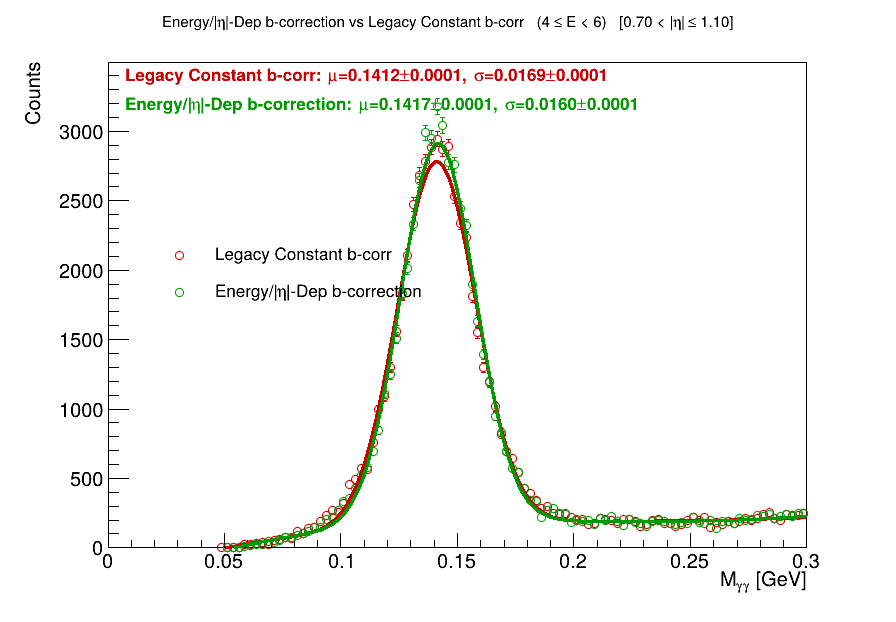 Energy/|η|-Dep b-correction vs Legacy Constant b-corr (4 ≤ E < 6) [0.70 < |η| ≤ 1.10]
Counts
Legacy Constant b-corr: μ=0.1412±0.0001, σ=0.0169±0.0001
Energy/|η|-Dep b-correction: μ=0.1417±0.0001, σ=0.0160±0.0001
3000
2500
Legacy Constant b-corr
2000
Energy/|η|-Dep b-correction
1500
1000
500
0
0 0.05 0.1 0.15 0.2 0.25 0.3
Mγγ [GeV]